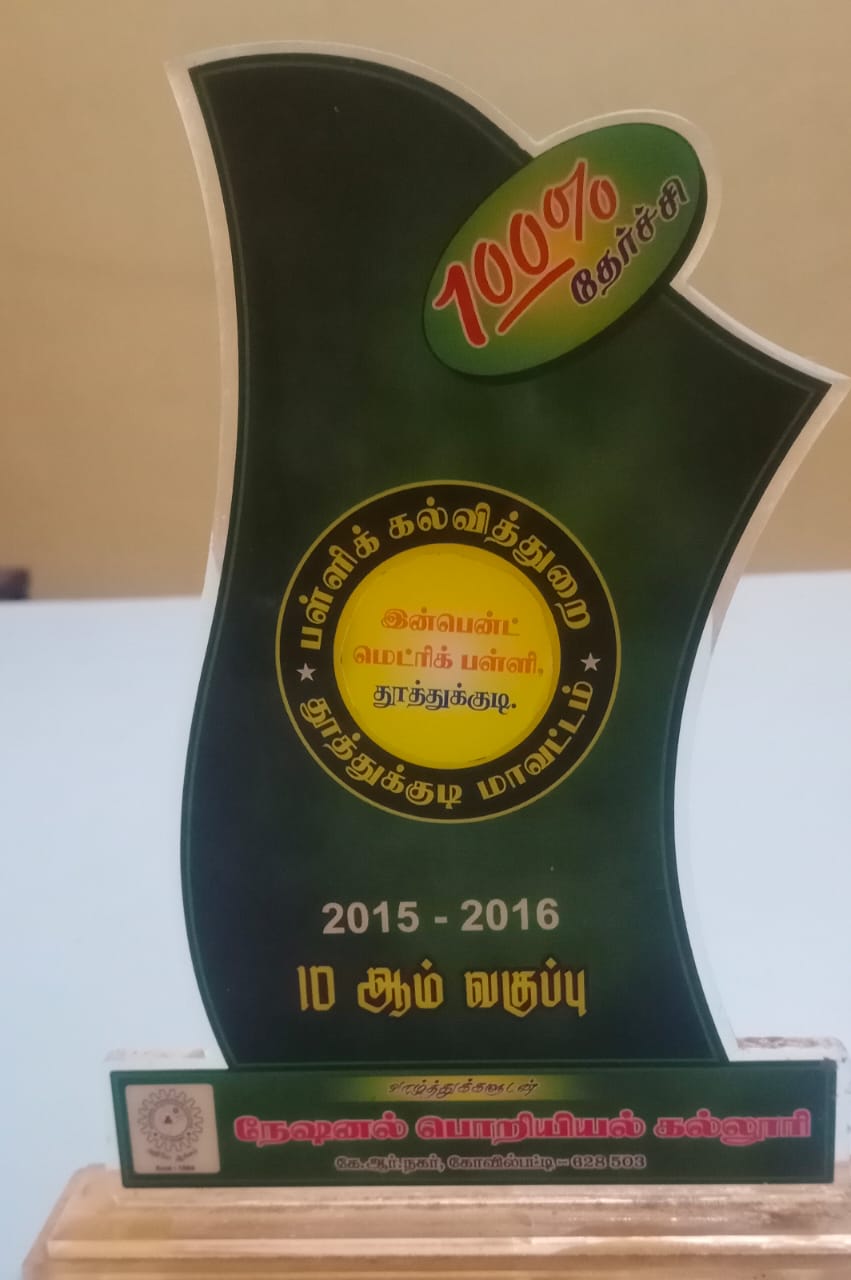 100%
தேர்ச்சி
பள்ளிக் கல்வித்துறை
இன்பென்ட்
மெட்ரிக் பள்ளி,
தூத்துக்குடி.
தூத்துக்குடி மாவட்டம்
2015 - 2016
10 ஆம் வகுப்பு
வாழ்த்துக்களுடன்
நேஷனல் பொறியியல் கல்லூரி
கே.ஆர்.நகர், கோவில்பட்டி – 628 503